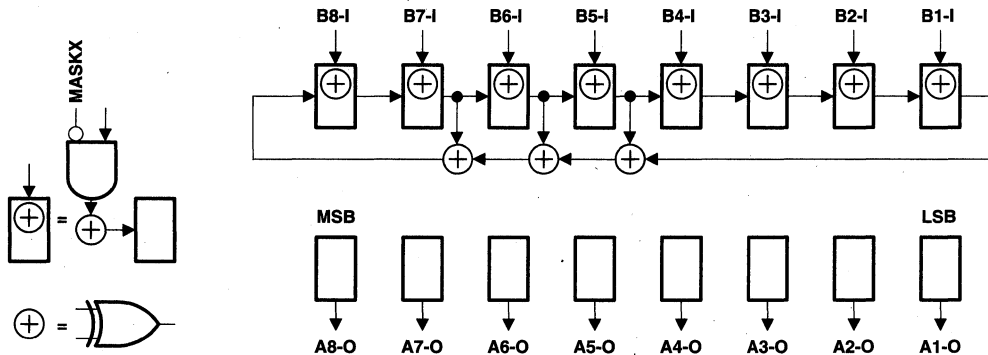 B8-I B7-I B6-I B5-I B4-I B3-I B2-I B1-I
MASKX
=
MSB LSB
=
A8-O A7-O A6-O A5-O A4-O A3-O A2-O A1-O